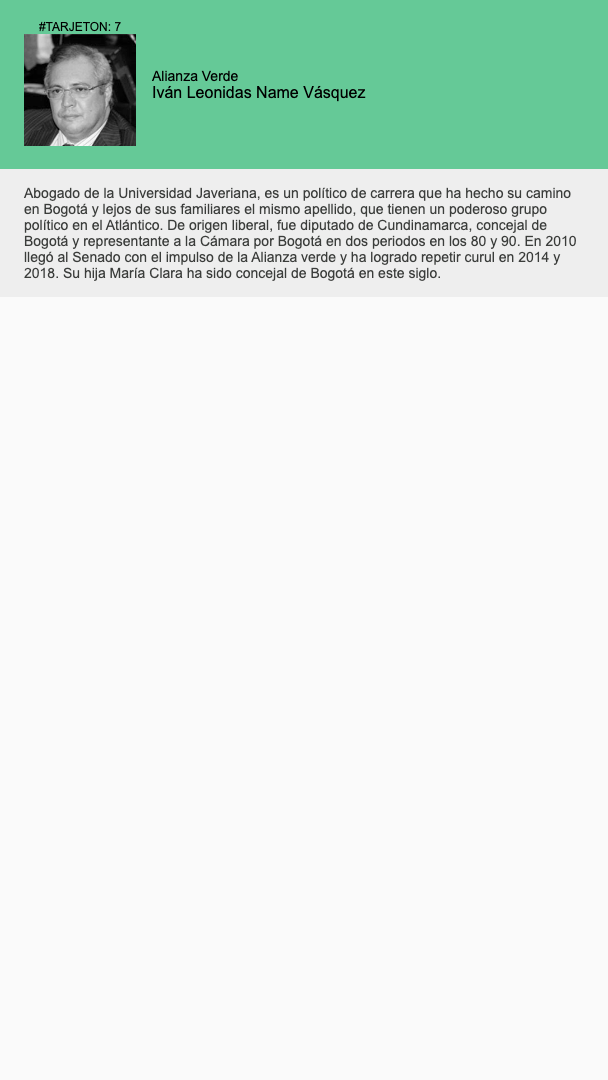 #TARJETON: 7
Alianza Verde
Iván Leonidas Name Vásquez
Abogado de la Universidad Javeriana, es un político de carrera que ha hecho su camino
en Bogotá y lejos de sus familiares el mismo apellido, que tienen un poderoso grupo
político en el Atlántico. De origen liberal, fue diputado de Cundinamarca, concejal de
Bogotá y representante a la Cámara por Bogotá en dos periodos en los 80 y 90. En 2010
llegó al Senado con el impulso de la Alianza verde y ha logrado repetir curul en 2014 y
2018. Su hija María Clara ha sido concejal de Bogotá en este siglo.